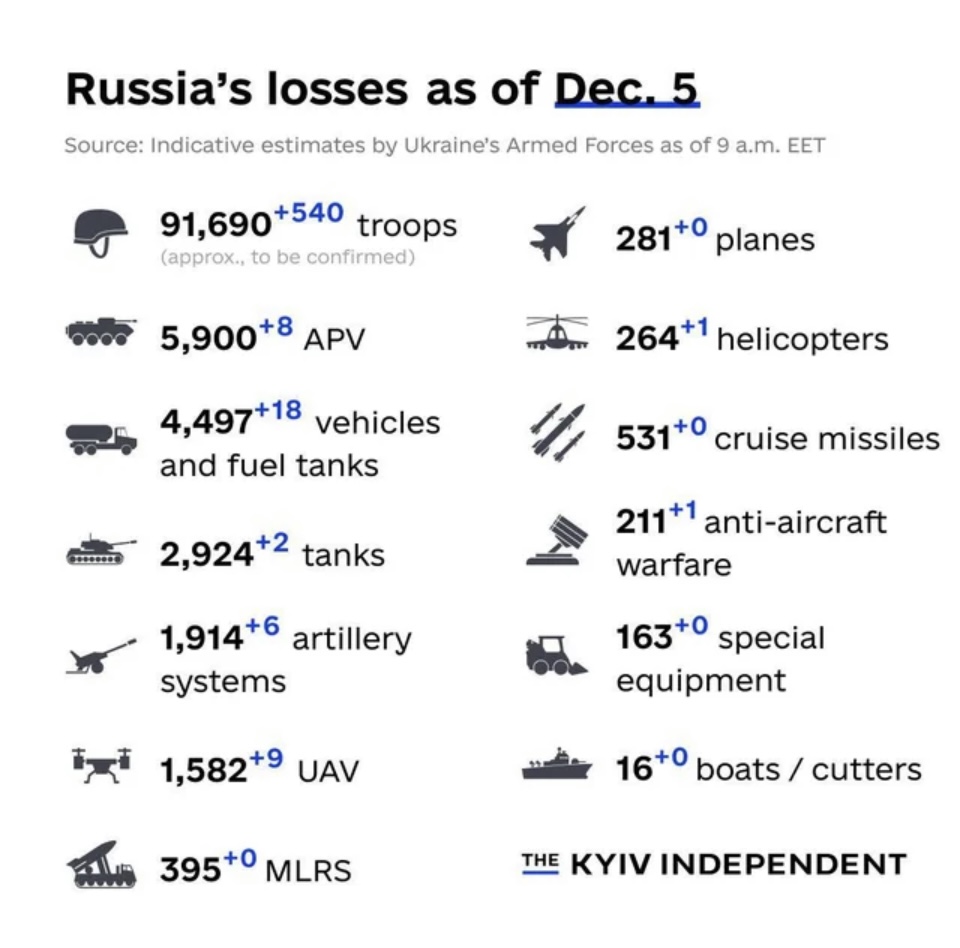 Russia's losses as of Dec. 5
Source: Indicative estimates by Ukraine's Armed Forces as of 9 a.m. EET
91,690+540 troops
(approx., to be confirmed)
5,900+8 APV
4,497+18 vehicles
and fuel tanks
2,924+2 tanks
1,914+6 artillery
systems
1,582+9 UAV
395+0 MLRS
281+0 planes
264+1 helicopters
531+0 cruise missiles
211+1 anti-aircraft
warfare
163+0 special
equipment
16+0 boats / cutters
THE KYIV INDEPENDENT